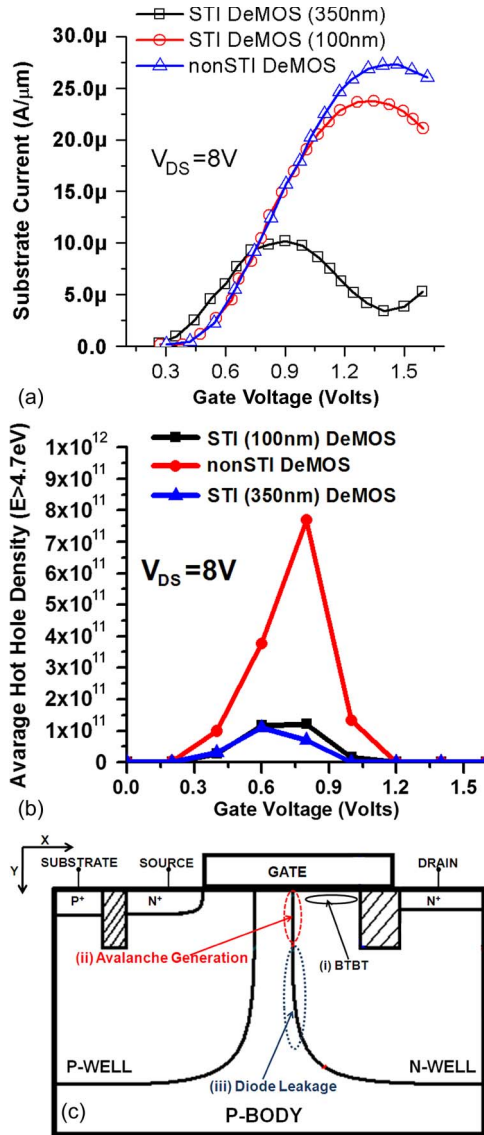 STI DeMOS (350nm)
STI DeMOS (100nm)
nonSTI DeMOS
V_DS=8V
Substrate Current (A/µm)
30.0µ
25.0µ
20.0µ
15.0µ
10.0µ
5.0µ
0.0
0.3 0.6 0.9 1.2 1.5
Gate Voltage (Volts)
(a)
STI (100nm) DeMOS
nonSTI DeMOS
STI (350nm) DeMOS
V_DS=8V
Avarage Hot Hole Density (E>4.7eV)
1x10^12
9x10^11
8x10^11
7x10^11
6x10^11
5x10^11
4x10^11
3x10^11
2x10^11
1x10^11
0
0.0 0.3 0.6 0.9 1.2 1.5
Gate Voltage (Volts)
(b)
X
Y
SUBSTRATE SOURCE GATE DRAIN
P+ N+ N+
(ii) Avalanche Generation
(i) BTBT
(iii) Diode Leakage
P-WELL N-WELL
(c) P-BODY